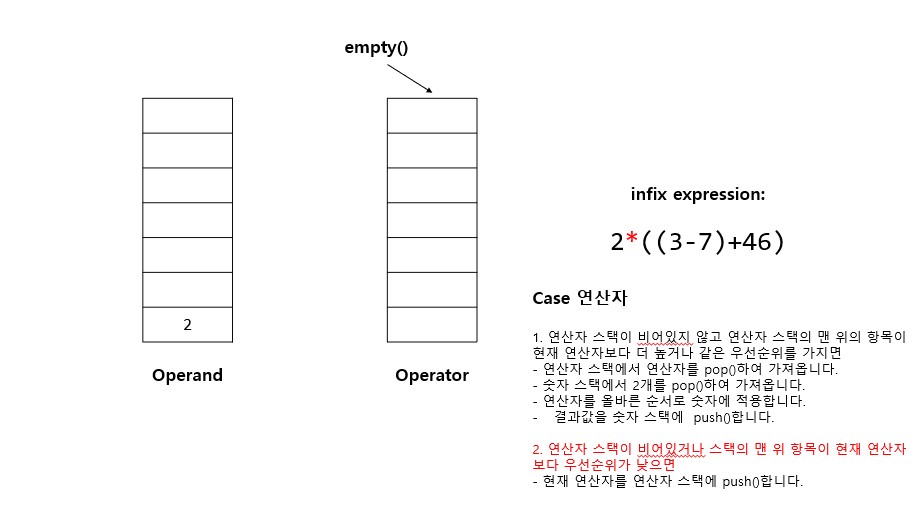 empty()
2
Operand
Operator
infix expression:
2*((3-7)+46)
Case 연산자
1. 연산자 스택이 비어있지 않고 연산자 스택의 맨 위의 항목이
현재 연산자보다 더 높거나 같은 우선순위를 가지면
- 연산자 스택에서 연산자를 pop()하여 가져옵니다.
- 숫자 스택에서 2개를 pop()하여 가져옵니다.
- 연산자를 올바른 순서로 숫자에 적용합니다.
- 결과값을 숫자 스택에 push()합니다.
2. 연산자 스택이 비어있거나 스택의 맨 위 항목이 현재 연산자
보다 우선순위가 낮으면
- 현재 연산자를 연산자 스택에 push()합니다.